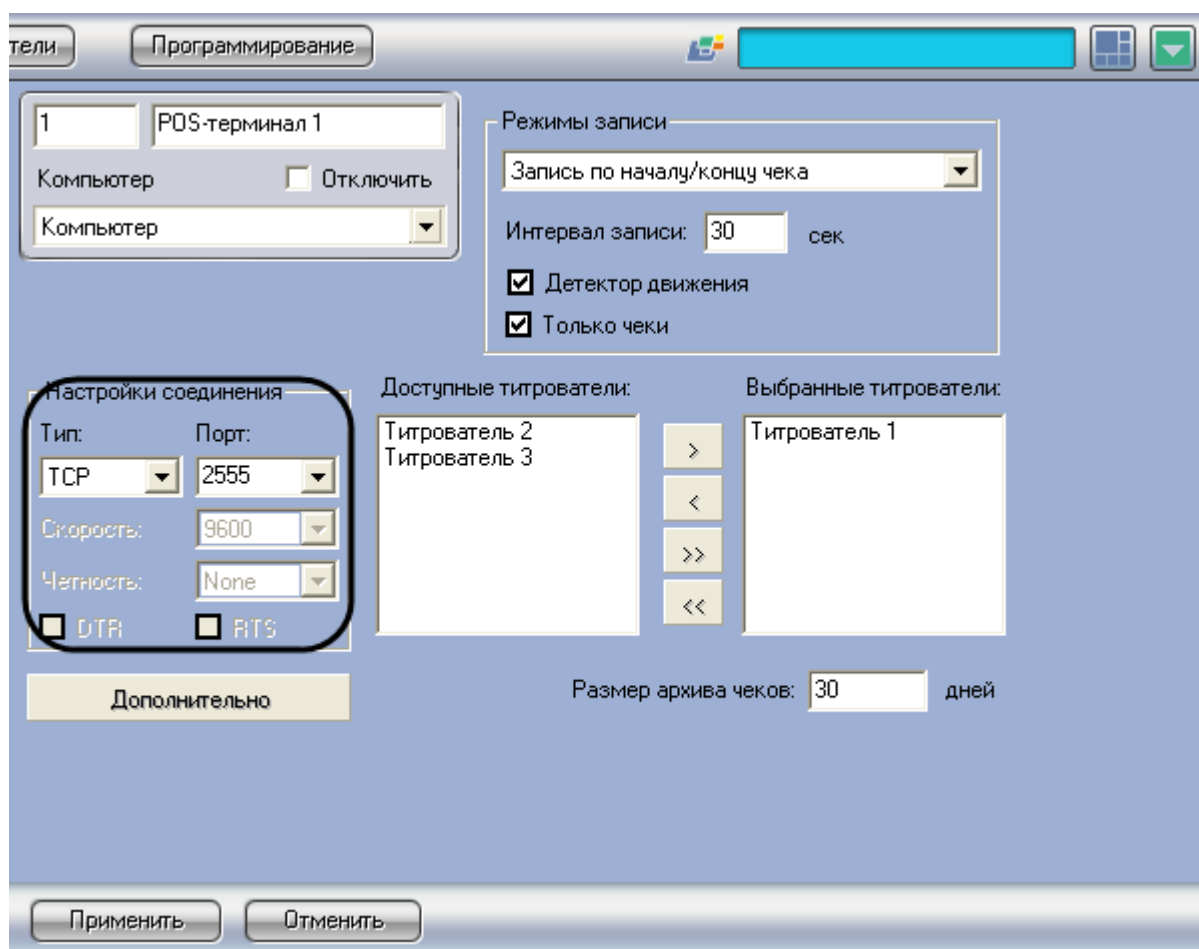 тели
Программирование
1
POS-терминал 1
Компьютер
Отключить
Компьютер
Режимы записи
Запись по началу/концу чека
Интервал записи: 30 сек
Детектор движения
Только чеки
Настройки соединения
Тип: Порт:
TCP 2555
Скорость: 9600
Четность: None
DTR RTS
Дополнительно
Доступные титрователи:
Титрователь 2
Титрователь 3
>
<
>>
<<
Выбранные титрователи:
Титрователь 1
Размер архива чеков: 30 дней
Применить
Отменить